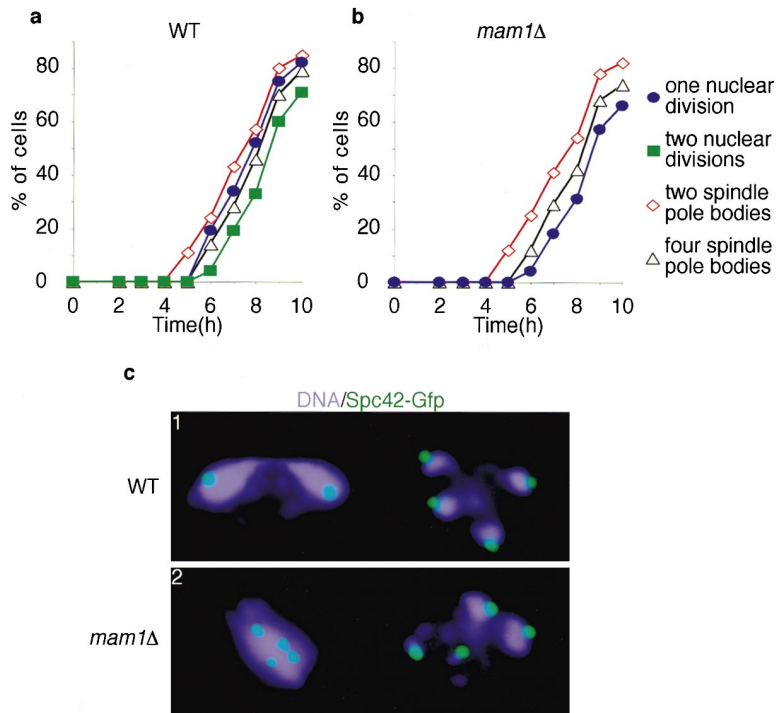 a
WT
% of cells
80
60
40
20
0
0 2 4 6 8 10
Time(h)
b
mam1Δ
% of cells
80
60
40
20
0
0 2 4 6 8 10
Time(h)
one nuclear
division
two nuclear
divisions
two spindle
pole bodies
four spindle
pole bodies
c
DNA/Spc42-Gfp
1
WT
2
mam1Δ